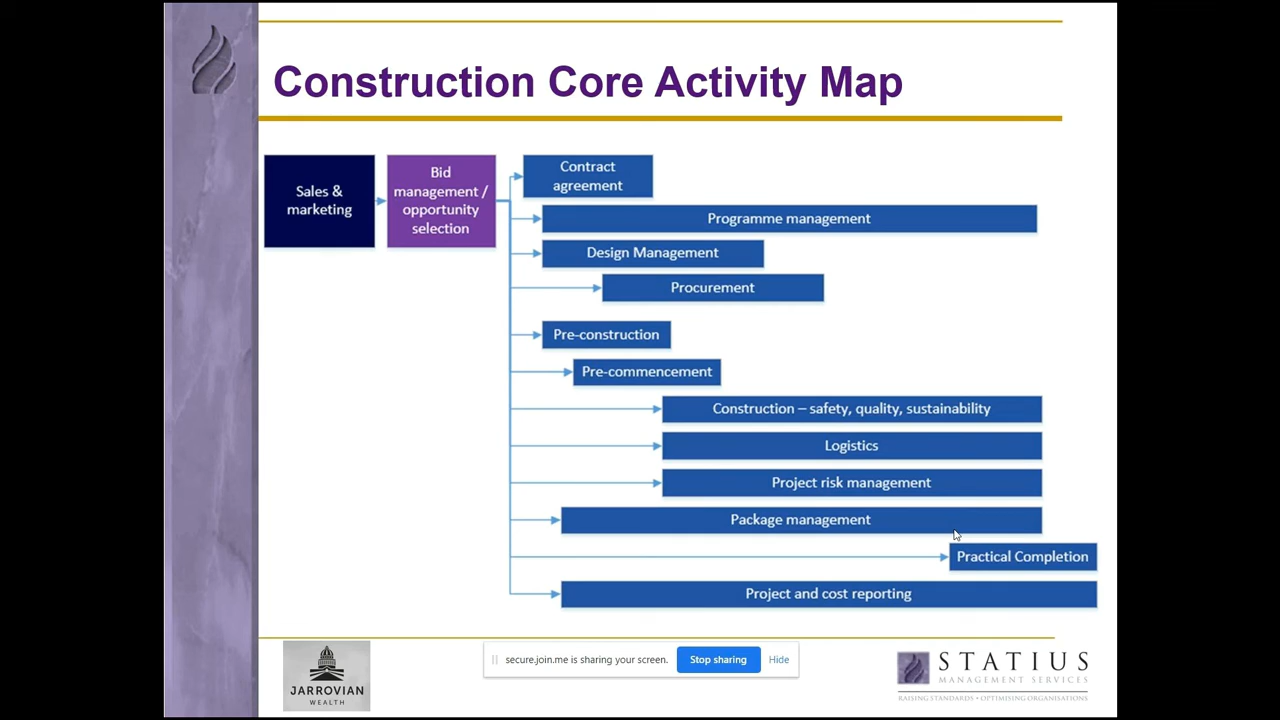 Construction Core Activity Map
Sales &
marketing
Bid
management /
opportunity
selection
Contract
agreement
Programme management
Design Management
Procurement
Pre-construction
Pre-commencement
Construction – safety, quality, sustainability
Logistics
Project risk management
Package management
Practical Completion
Project and cost reporting
JARROVIAN
WEALTH
secure.join.me is sharing your screen.
Stop sharing
Hide
STATIUS
MANAGEMENT SERVICES
RAISING STANDARDS • OPTIMISING ORGANISATIONS